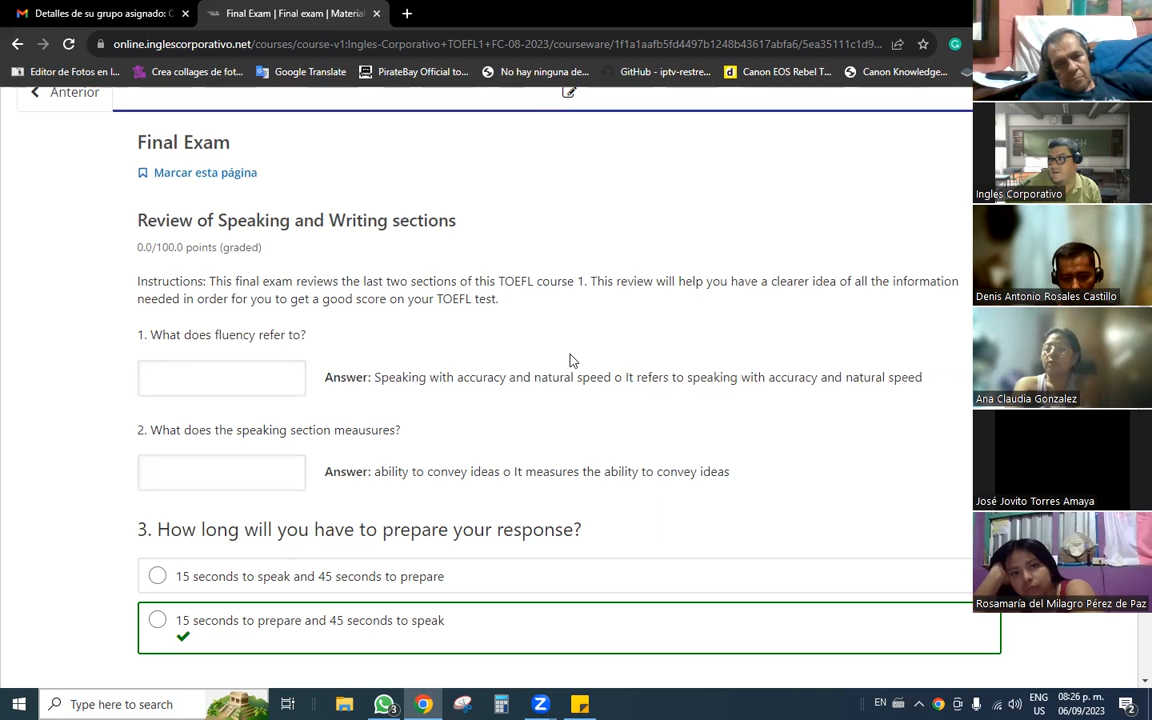 Detalles de su grupo asignado: C
Final Exam | Final exam | Material
online.inglescorporativo.net/courses/course-v1:Ingles-Corporativo+TOEFL1+FC-08-2023/courseware/1f1a1aafb5fd4497b1248b43617abfa6/5ea35111c1d9...
Editor de Fotos en l...
Crea collages de fot...
Google Translate
PirateBay Official to...
No hay ninguna de...
GitHub - iptv-restre...
Canon EOS Rebel T...
Canon Knowledge...
Anterior
Final Exam
Marcar esta página
Review of Speaking and Writing sections
0.0/100.0 points (graded)
Instructions: This final exam reviews the last two sections of this TOEFL course 1. This review will help you have a clearer idea of all the information
needed in order for you to get a good score on your TOEFL test.
1. What does fluency refer to?
Answer: Speaking with accuracy and natural speed o It refers to speaking with accuracy and natural speed
2. What does the speaking section meausures?
Answer: ability to convey ideas o It measures the ability to convey ideas
3. How long will you have to prepare your response?
15 seconds to speak and 45 seconds to prepare
15 seconds to prepare and 45 seconds to speak
Ingles Corporativo
Denis Antonio Rosales Castillo
Ana Claudia Gonzalez
José Jovito Torres Amaya
Rosamaría del Milagro Pérez de Paz
Type here to search
3
EN
ENG
US
08:26 p. m.
06/09/2023
2